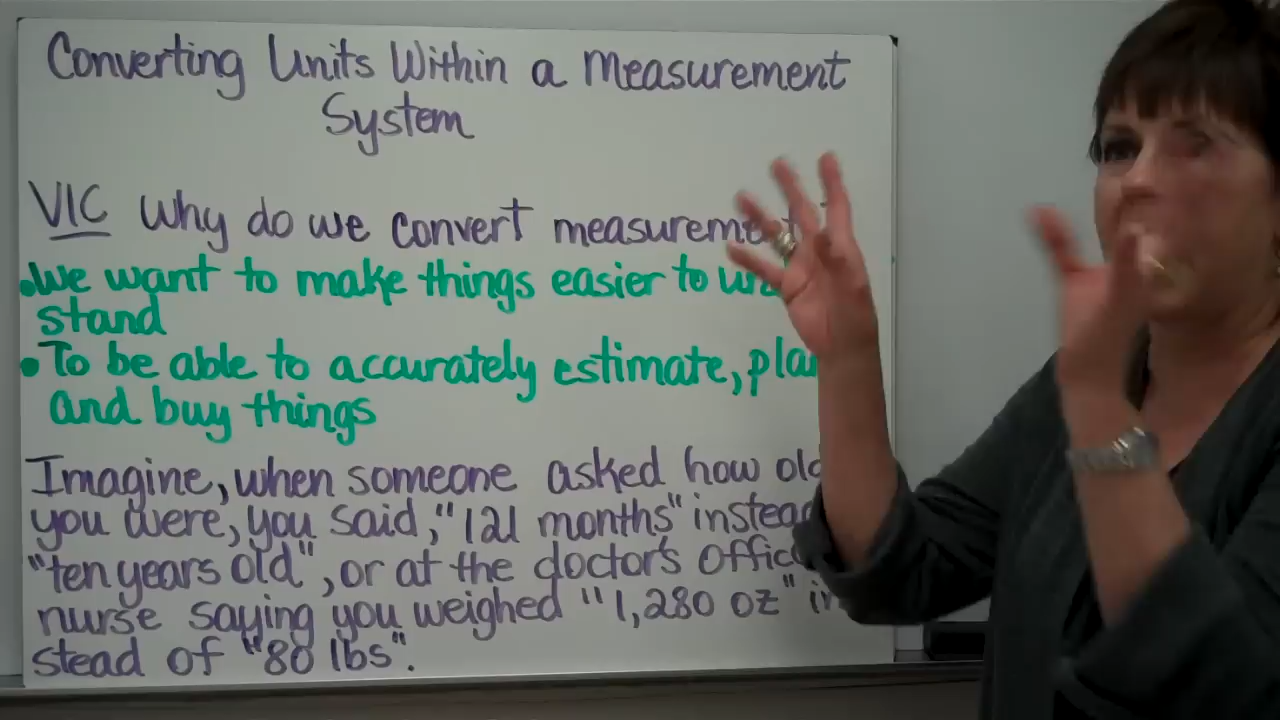 Converting Units Within a Measurement
System
VIC Why do we convert
•We want to make things easier to
stand
•To be able to accurately estimate,
and buy things
Imagine, when someone asked how
you were, you said, "121 months"
"ten years old", or at the doctor's
nurse saying you weighed "1,280 oz"
stead of "80 lbs".